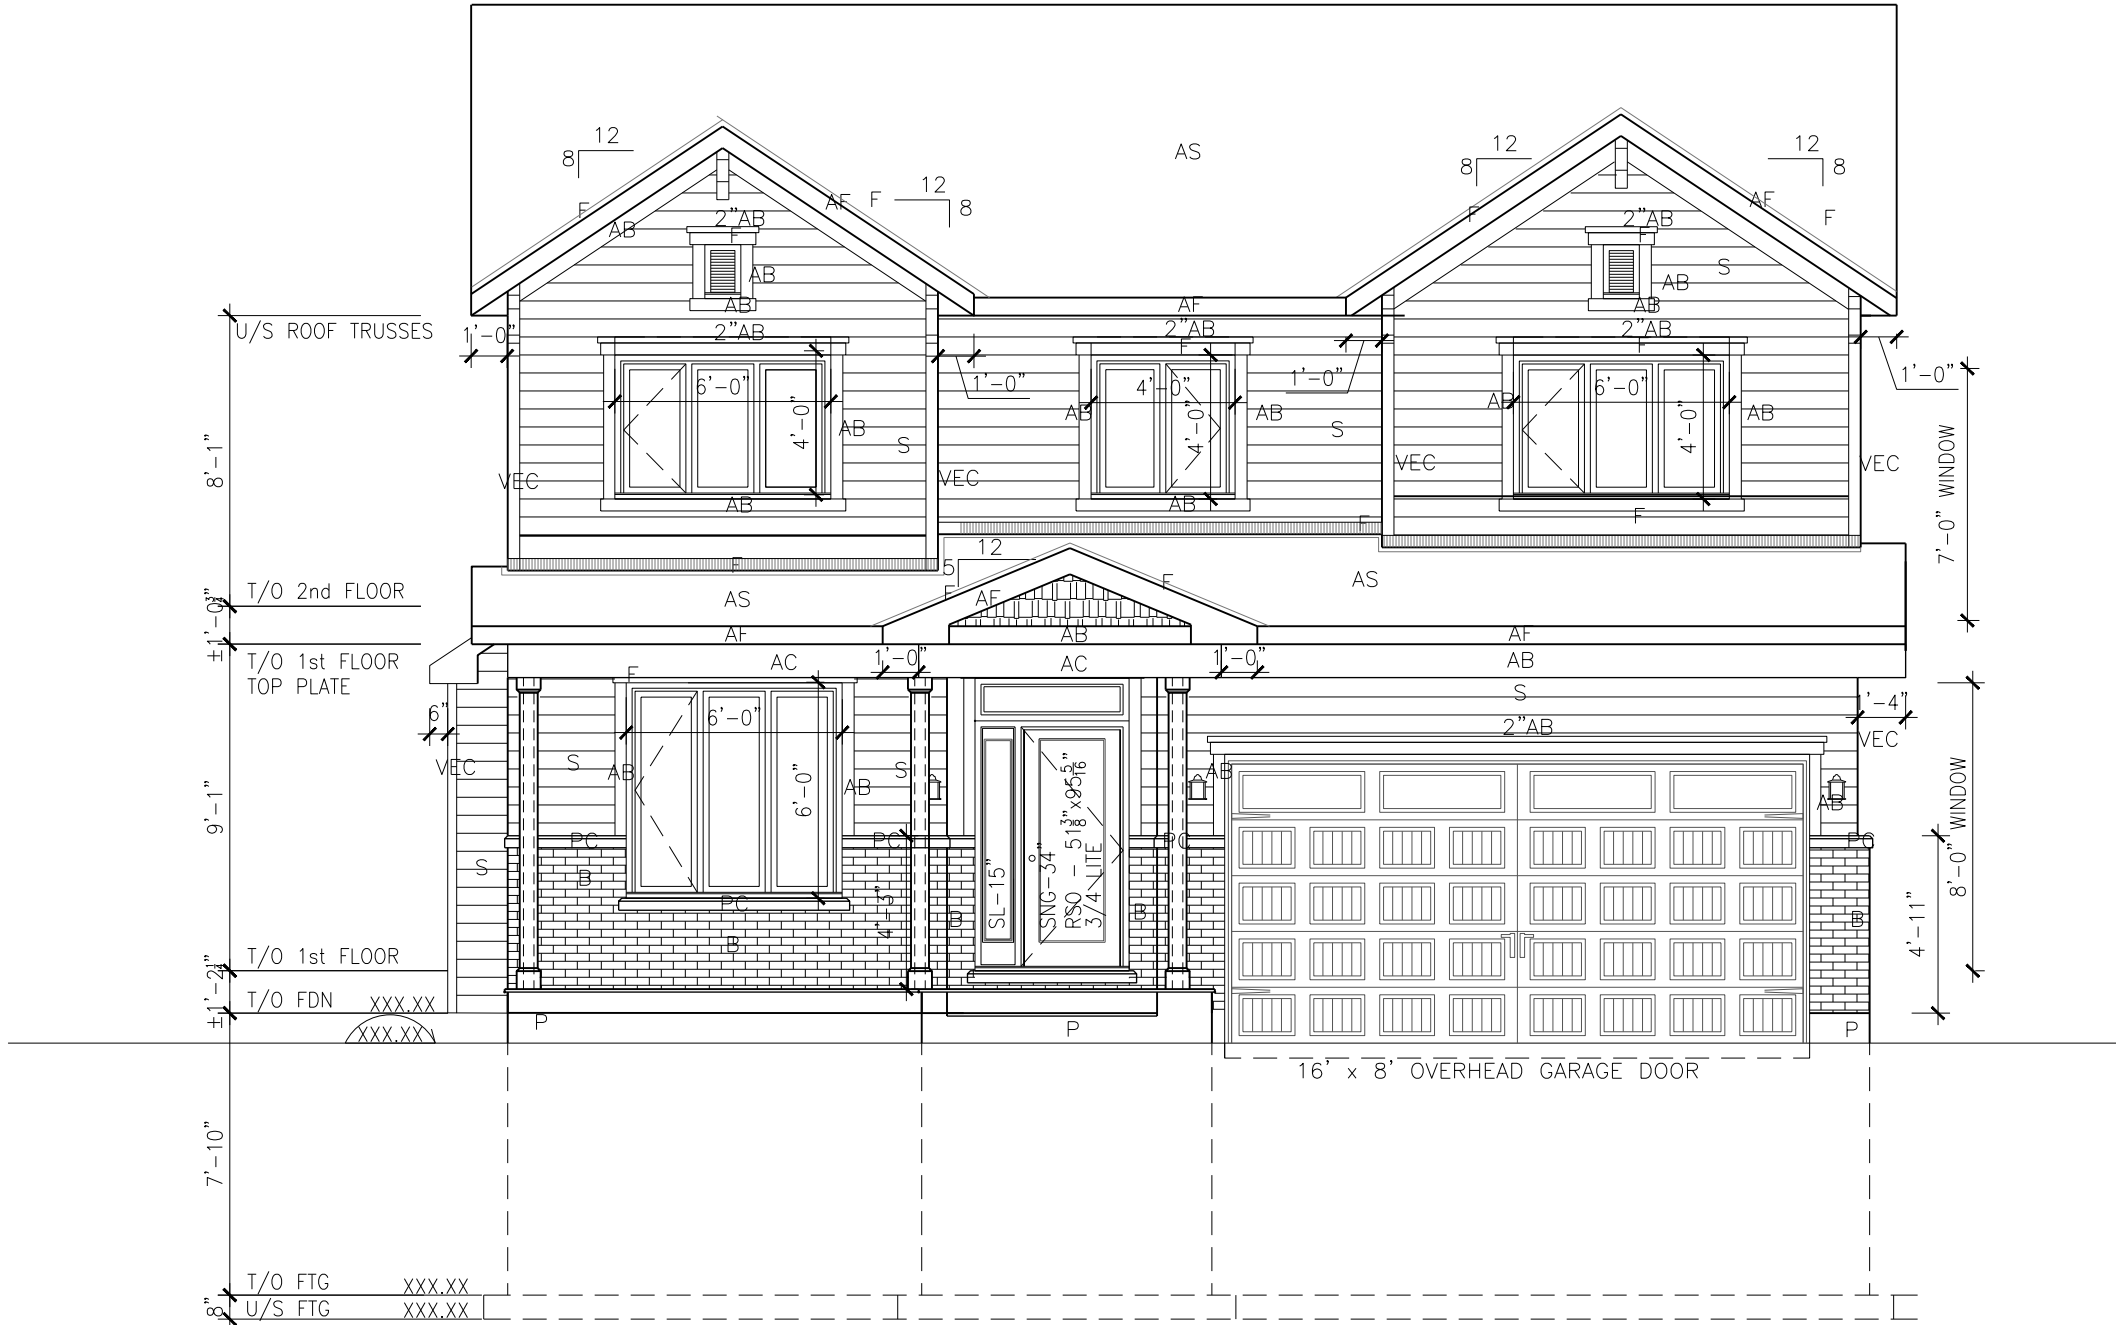 12
8
AS
12
8
12
8
12
8
F
AB
2"AB
F
AF
F
AB
AB
F
2"AB
F
AF
F
S
AB
AB
U/S ROOF TRUSSES
1'-0"
2"AB
AF
2"AB
F
2"AB
F
1'-0"
1'-0"
1'-0"
6'-0"
4'-0"
AB
S
4'-0"
4'-0"
AB
AB
S
6'-0"
4'-0"
AB
AB
8'-1"
VEC
VEC
VEC
VEC
7'-0" WINDOW
AB
AB
F
F
F
12
5
F
F
AF
AS
AS
T/O 2nd FLOOR
±1'-0¾"
AF
AB
AF
T/O 1st FLOOR
TOP PLATE
AC
1'-0"
AC
1'-0"
AB
F
S
6"
6'-0"
6'-0"
2"AB
1'-4"
VEC
VEC
S
AB
AB
S
AB
AB
9'-1"
8'-0" WINDOW
PC
PC
PC
PC
S
B
PC
B
4'-3"
B
SL-15"
SNG-34"
RSO - 51⅜"x95 5/16"
3/4 LITE
B
B
4'-11"
T/O 1st FLOOR
T/O FDN XXX.XX
XXX.XX
P
P
P
16' x 8' OVERHEAD GARAGE DOOR
7'-10"
T/O FTG XXX.XX
U/S FTG XXX.XX
8"